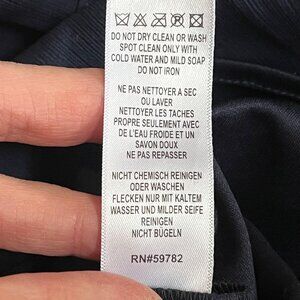 DO NOT DRY CLEAN OR WASH
SPOT CLEAN ONLY WITH
COLD WATER AND MILD SOAP
DO NOT IRON
NE PAS NETTOYER A SEC
OU LAVER
NETTOYER LES TACHES
PROPRE SEULEMENT AVEC
DE L'EAU FROIDE ET UN
SAVON DOUX
NE PAS REPASSER
NICHT CHEMISCH REINIGEN
ODER WASCHEN
FLECKEN NUR MIT KALTEM
WASSER UND MILDER SEIFE
REINIGEN
NICHT BÜGELN
RN#59782